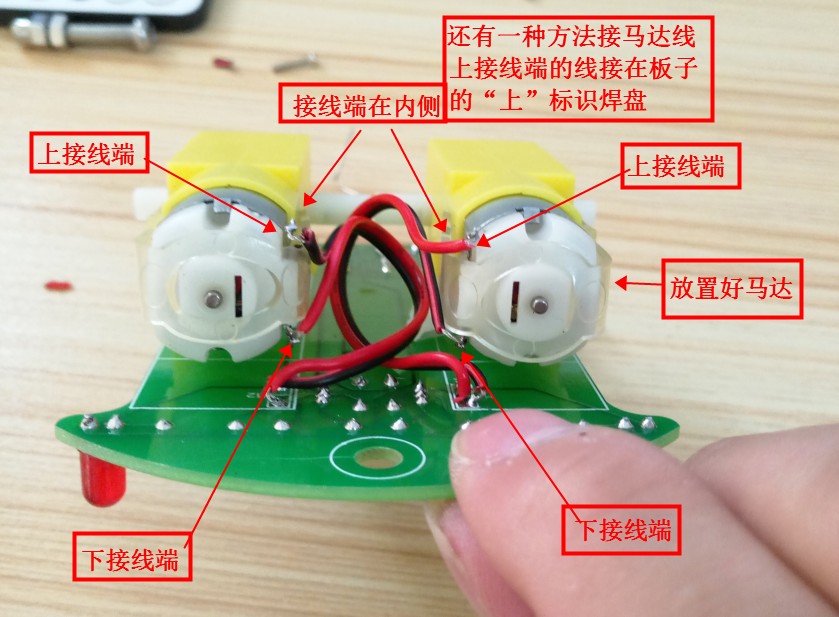 还有一种方法接马达线
上接线端的线接在板子
的“上”标识焊盘
接线端在内侧
上接线端
上接线端
放置好马达
下接线端
下接线端